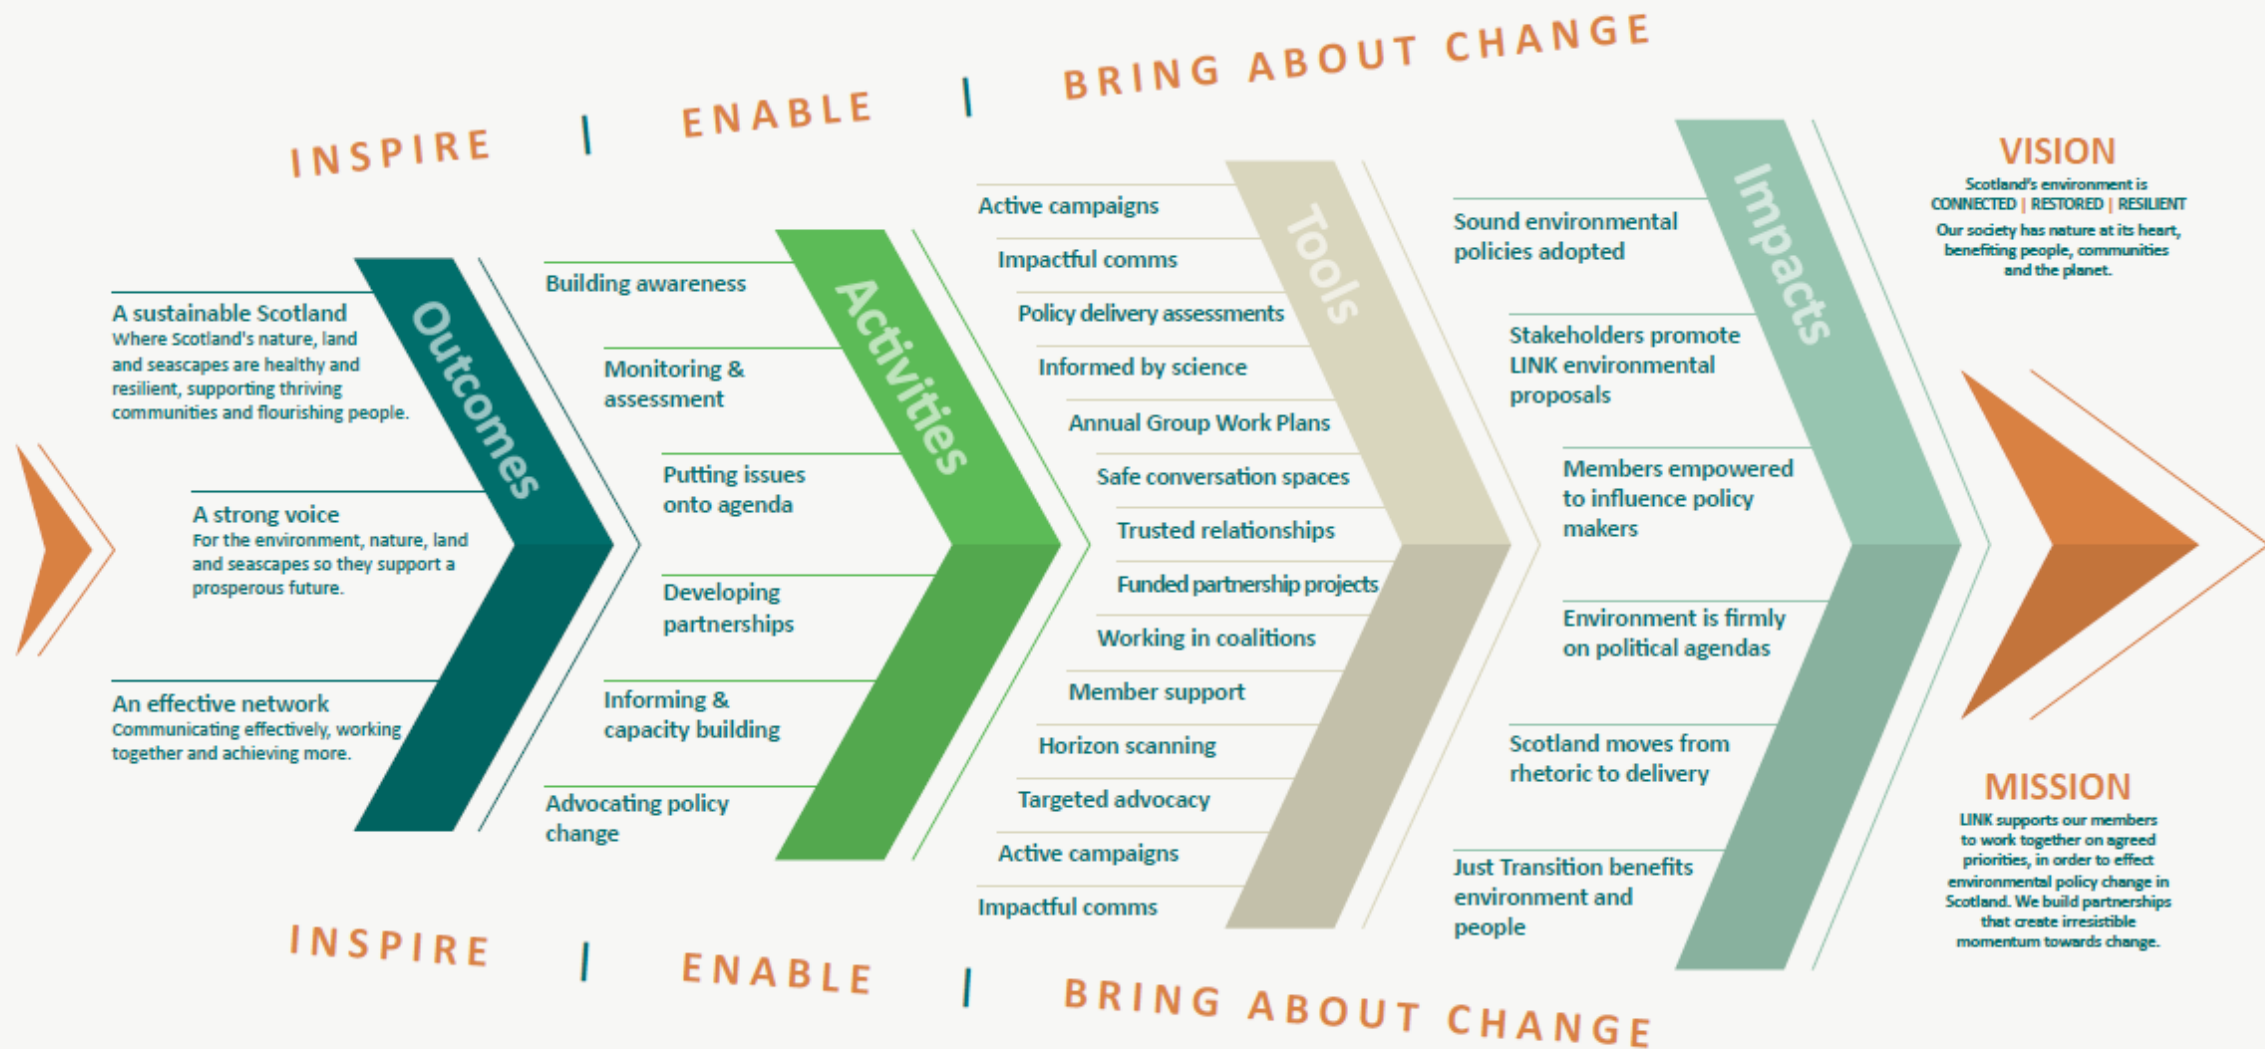 INSPIRE | ENABLE | BRING ABOUT CHANGE
Outcomes
A sustainable Scotland
Where Scotland's nature, land
and seascapes are healthy and
resilient, supporting thriving
communities and flourishing people.
A strong voice
For the environment, nature, land
and seascapes so they support a
prosperous future.
An effective network
Communicating effectively, working
together and achieving more.
Activities
Building awareness
Monitoring &
assessment
Putting issues
onto agenda
Developing
partnerships
Informing &
capacity building
Advocating policy
change
Tools
Active campaigns
Impactful comms
Policy delivery assessments
Informed by science
Annual Group Work Plans
Safe conversation spaces
Trusted relationships
Funded partnership projects
Working in coalitions
Member support
Horizon scanning
Targeted advocacy
Active campaigns
Impactful comms
Impacts
Sound environmental
policies adopted
Stakeholders promote
LINK environmental
proposals
Members empowered
to influence policy
makers
Environment is firmly
on political agendas
Scotland moves from
rhetoric to delivery
Just Transition benefits
environment and
people
VISION
Scotland's environment is
CONNECTED | RESTORED | RESILIENT
Our society has nature at its heart,
benefiting people, communities
and the planet.
MISSION
LINK supports our members
to work together on agreed
priorities, in order to effect
environmental policy change in
Scotland. We build partnerships
that create irresistible
momentum towards change.
INSPIRE | ENABLE | BRING ABOUT CHANGE